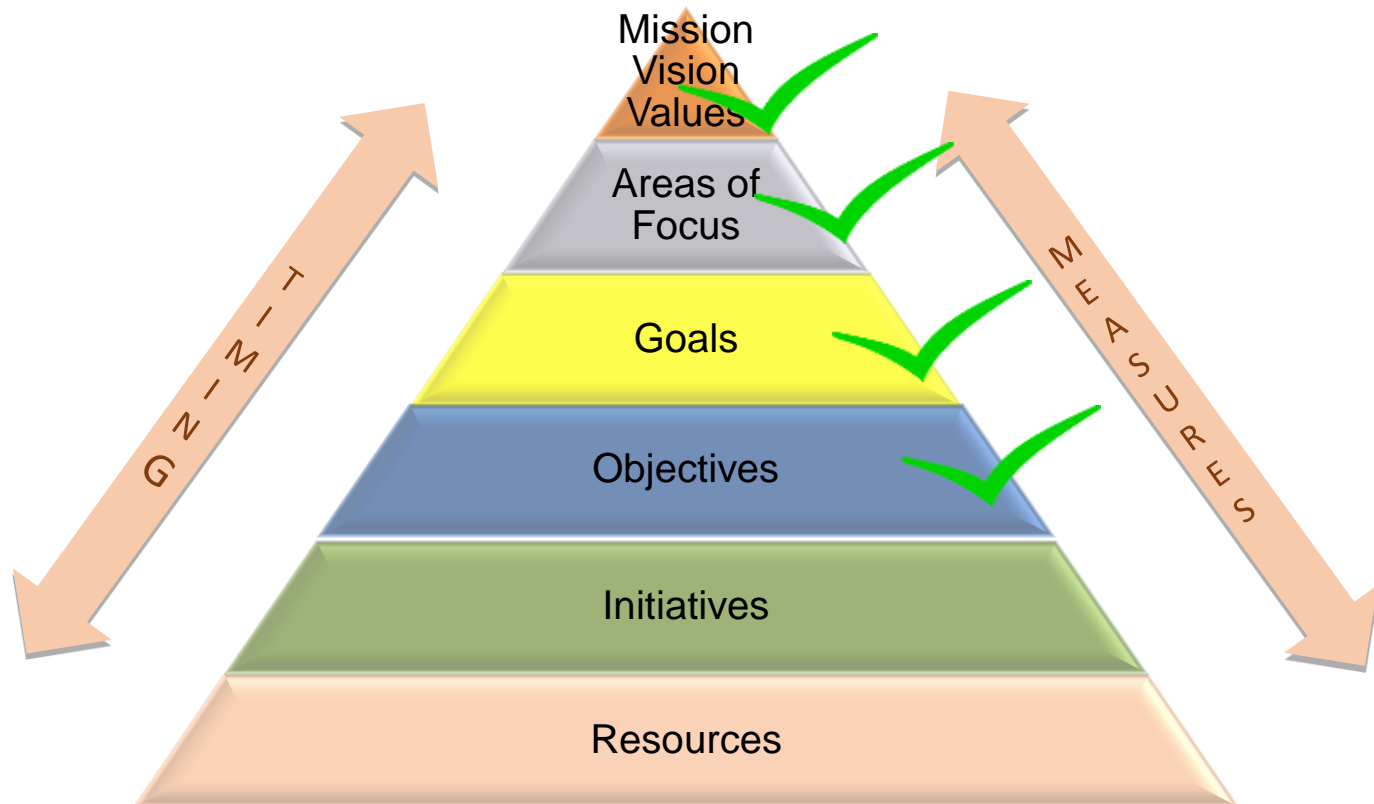 Mission
Vision
Values
Areas of
Focus
TIMING
MEASURES
Goals
Objectives
Initiatives
Resources